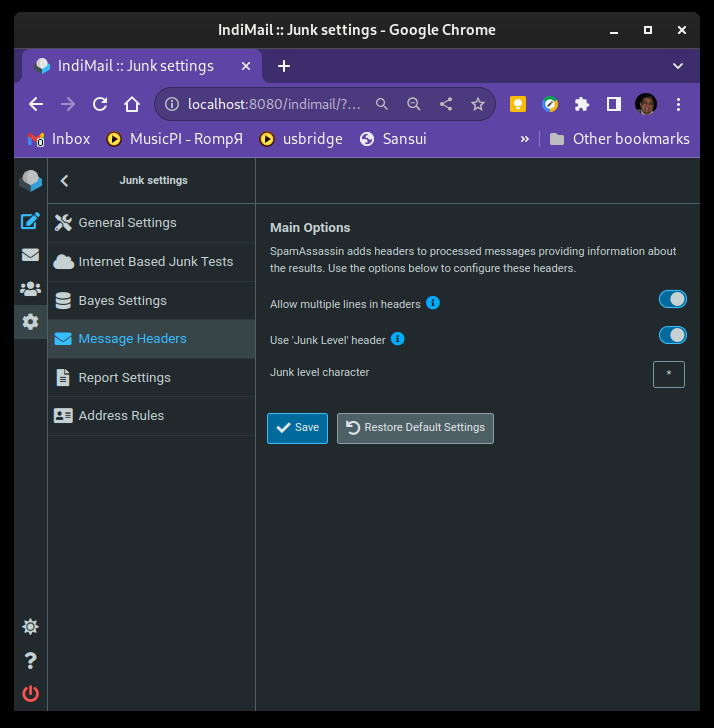 IndiMail :: Junk settings - Google Chrome
IndiMail :: Junk settings
localhost:8080/indimail/?...
Inbox
MusicPI - RompЯ
usbridge
Sansui
»
Other bookmarks
Junk settings
General Settings
Internet Based Junk Tests
Bayes Settings
Message Headers
Report Settings
Address Rules
Main Options
SpamAssassin adds headers to processed messages providing information about
the results. Use the options below to configure these headers.
Allow multiple lines in headers
Use 'Junk Level' header
Junk level character
*
Save
Restore Default Settings